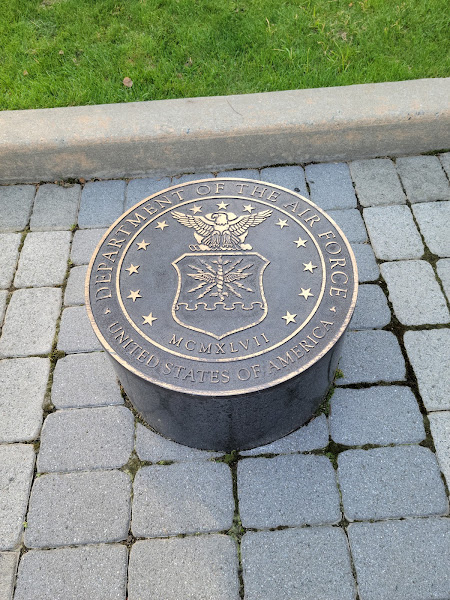 DEPARTMENT OF THE AIR FORCE
MCMXLVII
UNITED STATES OF AMERICA